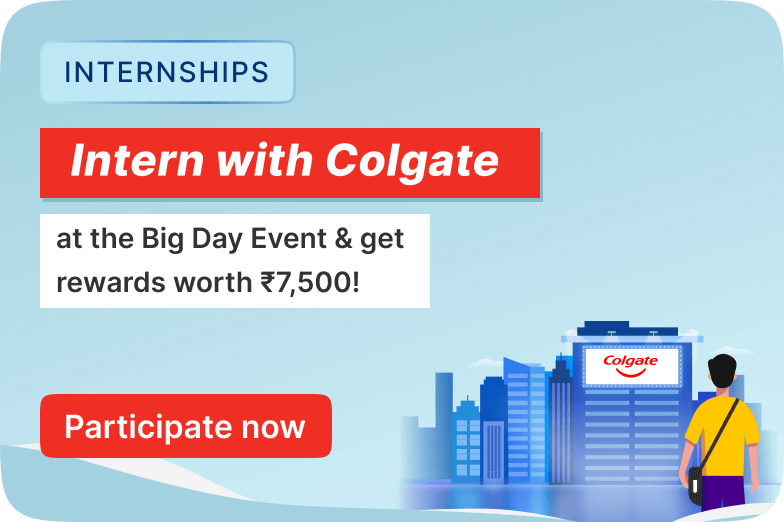 INTERNSHIPS
Intern with Colgate
at the Big Day Event & get
rewards worth ₹7,500!
Colgate
Participate now